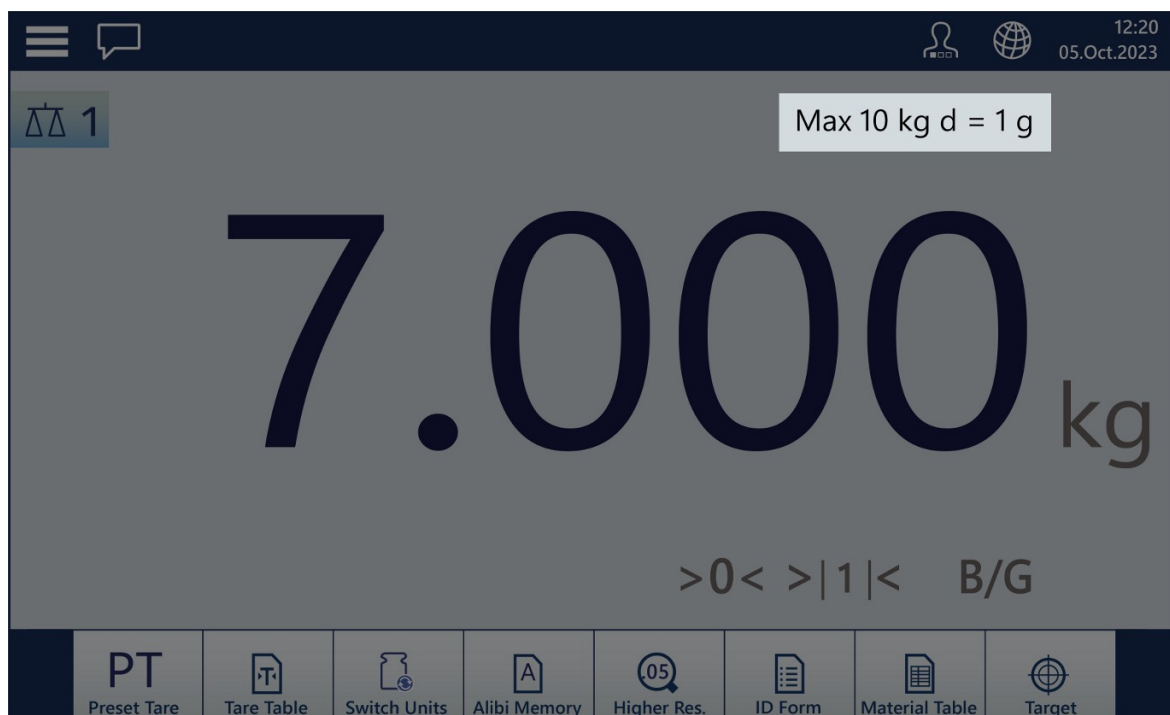 12:20
05.Oct.2023
1
Max 10 kg d = 1 g
7.000 kg
>0< >|1|< B/G
PT
.05
A
Preset Tare
Tare Table
Switch Units
Alibi Memory
Higher Res.
ID Form
Material Table
Target